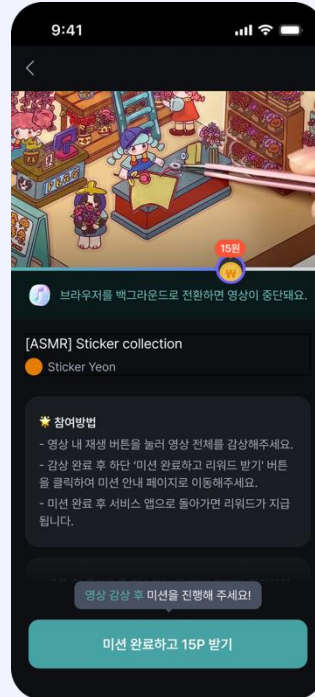 9:41
15원
브라우저를 백그라운드로 전환하면 영상이 중단돼요.
[ASMR] Sticker collection
Sticker Yeon
참여방법
- 영상 내 재생 버튼을 눌러 영상 전체를 감상해주세요.
- 감상 완료 후 하단 '미션 완료하고 리워드 받기' 버튼
을 클릭하여 미션 안내 페이지로 이동해주세요.
- 미션 완료 후 서비스 앱으로 돌아가면 리워드가 지급
됩니다.
영상 감상 후 미션을 진행해 주세요!
미션 완료하고 15P 받기